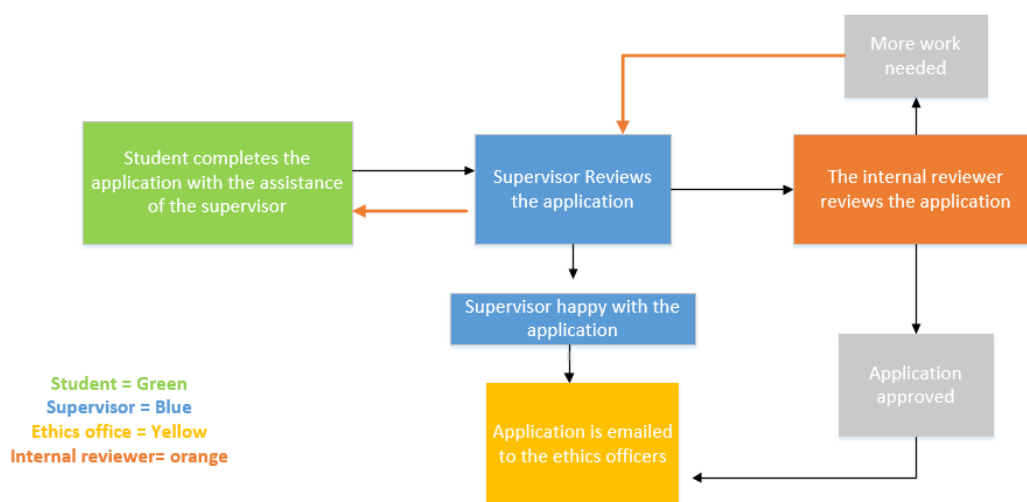 More work
needed
Student completes the
application with the assistance
of the supervisor
Supervisor Reviews
the application
The internal reviewer
reviews the application
Supervisor happy with the
application
Application
approved
Application is emailed
to the ethics officers
Student = Green
Supervisor = Blue
Ethics office = Yellow
Internal reviewer= orange